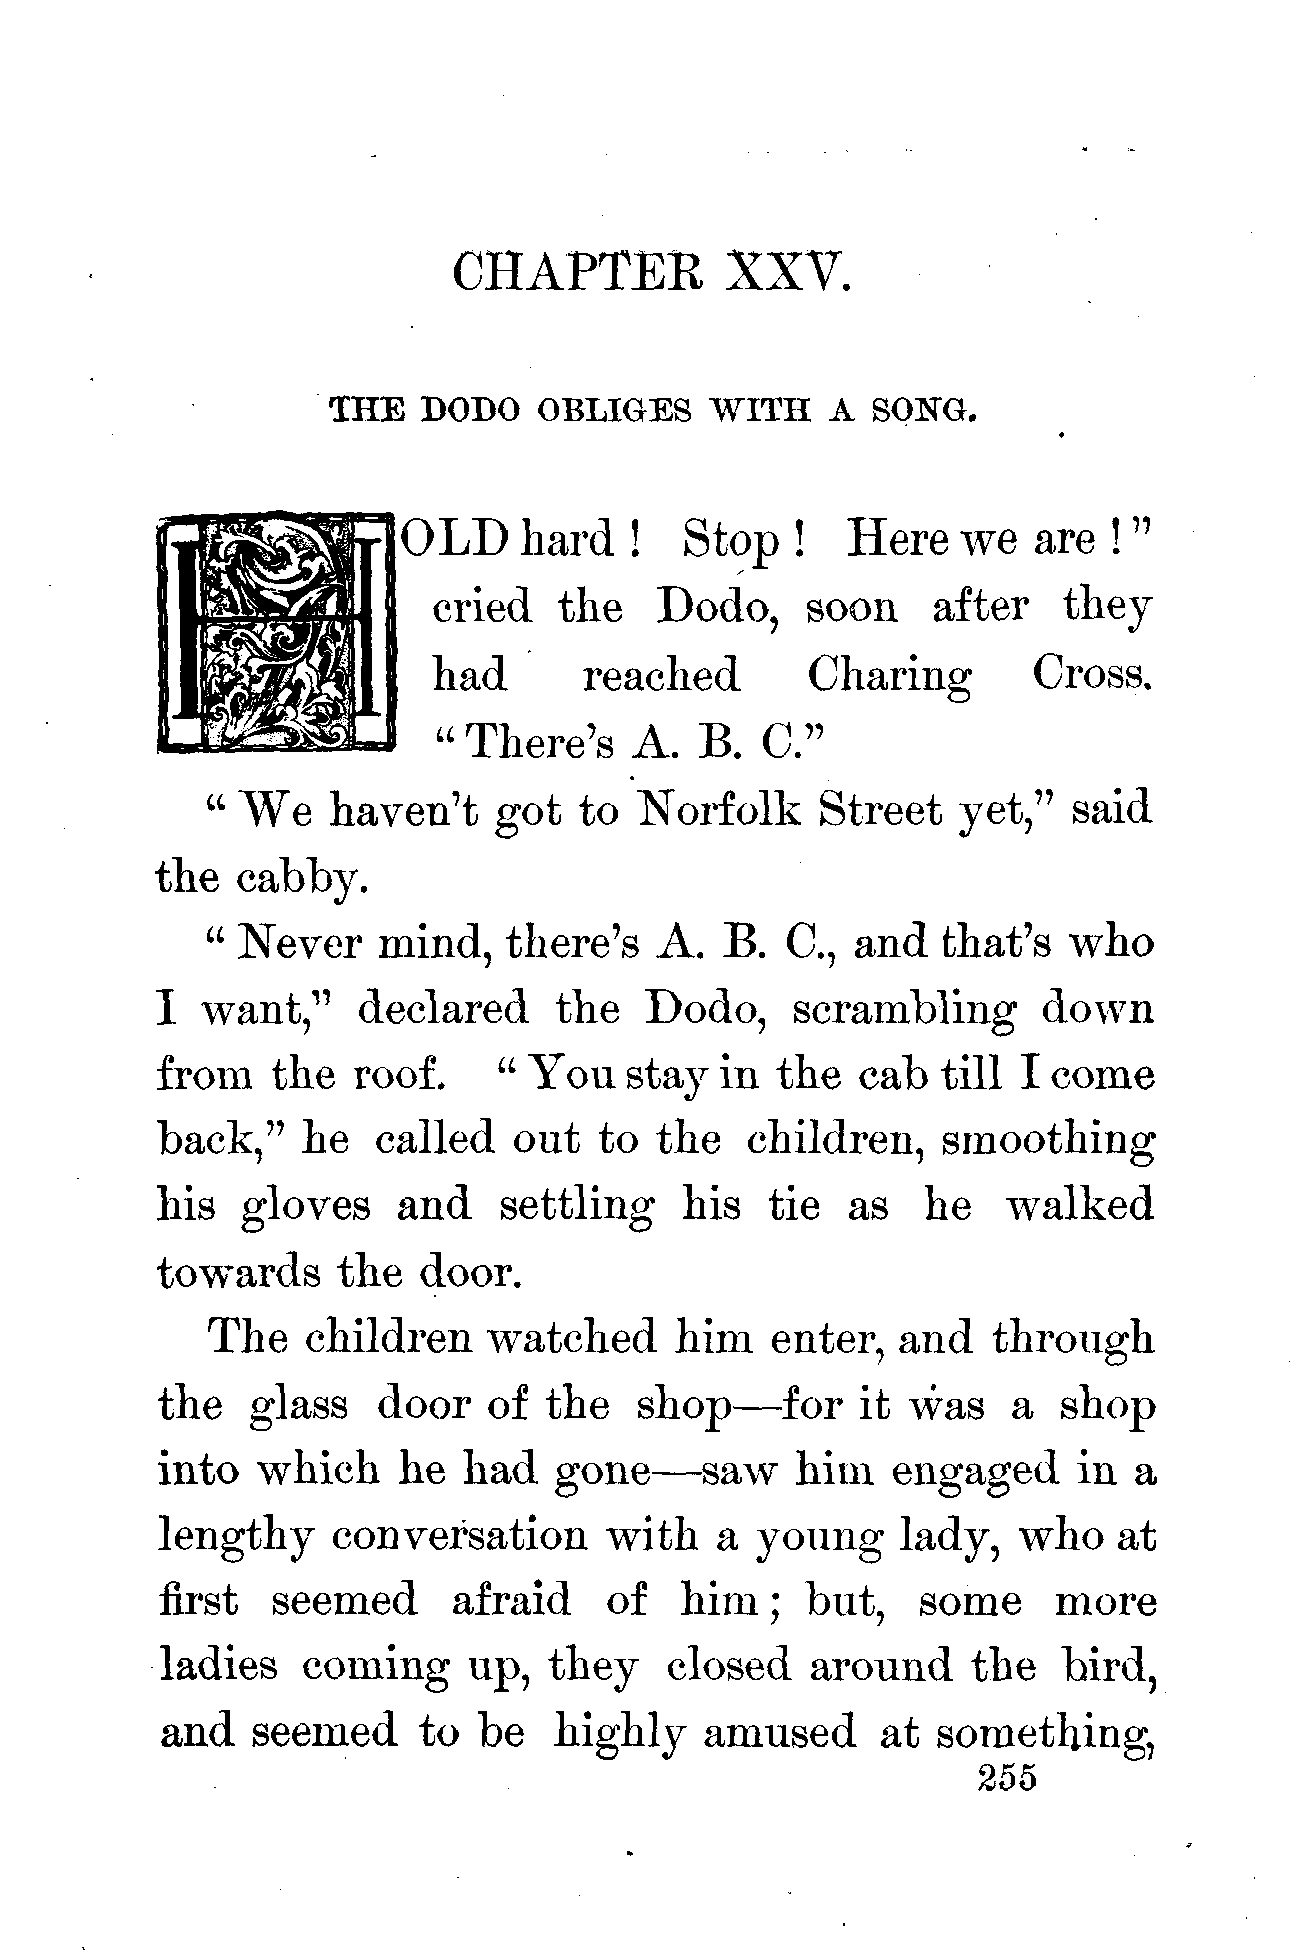 CHAPTER XXV.
THE DODO OBLIGES WITH A SONG.
HOLD hard! Stop! Here we are!"
cried the Dodo, soon after they
had reached Charing Cross.
"There's A. B. C."
"We haven't got to Norfolk Street yet," said
the cabby.
"Never mind, there's A. B. C., and that's who
I want," declared the Dodo, scrambling down
from the roof. "You stay in the cab till I come
back," he called out to the children, smoothing
his gloves and settling his tie as he walked
towards the door.
The children watched him enter, and through
the glass door of the shop—for it was a shop
into which he had gone—saw him engaged in a
lengthy conversation with a young lady, who at
first seemed afraid of him; but, some more
ladies coming up, they closed around the bird,
and seemed to be highly amused at something,
255